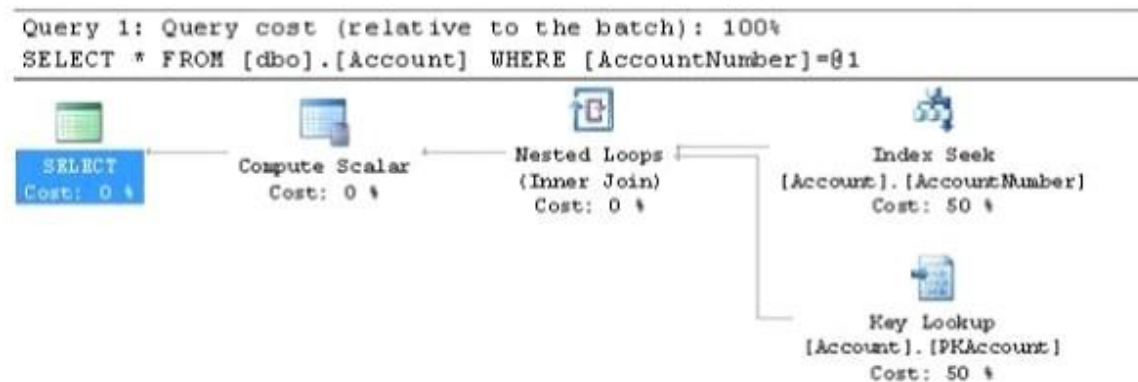 Query 1: Query cost (relative to the batch): 100%
SELECT * FROM [dbo].[Account] WHERE [AccountNumber]=@1
SELECT
Cost: 0 %
Compute Scalar
Cost: 0 %
Nested Loops
(Inner Join)
Cost: 0 %
Index Seek
[Account].[AccountNumber]
Cost: 50 %
Key Lookup
[Account].[PKAccount]
Cost: 50 %